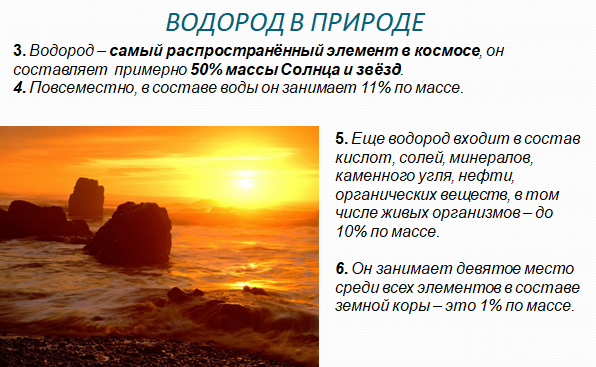 ВОДОРОД В ПРИРОДЕ
3. Водород – самый распространённый элемент в космосе, он
составляет примерно 50% массы Солнца и звёзд.
4. Повсеместно, в составе воды он занимает 11% по массе.
5. Еще водород входит в состав
кислот, солей, минералов,
каменного угля, нефти,
органических веществ, в том
числе живых организмов – до
10% по массе.
6. Он занимает девятое место
среди всех элементов в составе
земной коры – это 1% по массе.